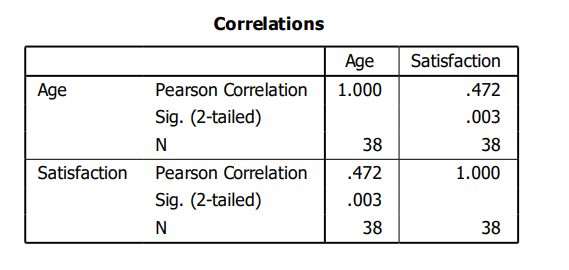 Correlations
Age Satisfaction
Age Pearson Correlation 1.000 .472
Sig. (2-tailed) .003
N 38 38
Satisfaction Pearson Correlation .472 1.000
Sig. (2-tailed) .003
N 38 38